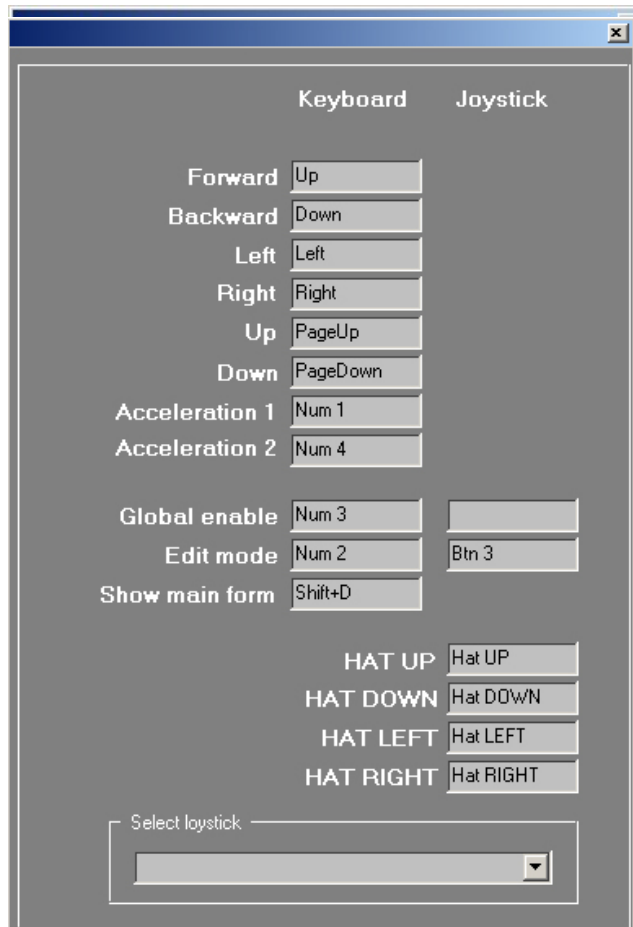 Keyboard Joystick
Forward Up
Backward Down
Left Left
Right Right
Up PageUp
Down PageDown
Acceleration 1 Num 1
Acceleration 2 Num 4
Global enable Num 3
Edit mode Num 2 Btn 3
Show main form Shift+D
HAT UP Hat UP
HAT DOWN Hat DOWN
HAT LEFT Hat LEFT
HAT RIGHT Hat RIGHT
Select loystick